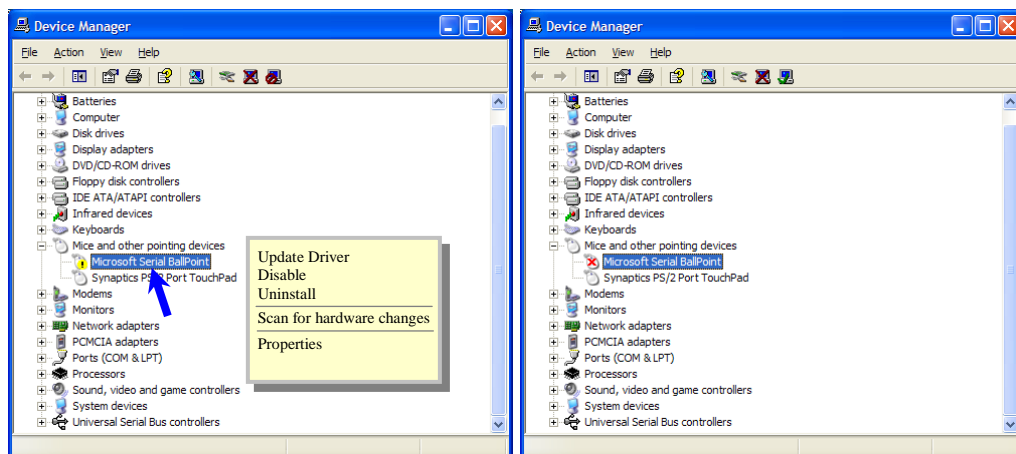 Device Manager
File Action View Help
Batteries
Computer
Disk drives
Display adapters
DVD/CD-ROM drives
Floppy disk controllers
IDE ATA/ATAPI controllers
Infrared devices
Keyboards
Mice and other pointing devices
Microsoft Serial BallPoint
Synaptics PS/2 Port TouchPad
Modems
Monitors
Network adapters
PCMCIA adapters
Ports (COM & LPT)
Processors
Sound, video and game controllers
System devices
Universal Serial Bus controllers
Update Driver
Disable
Uninstall
Scan for hardware changes
Properties
Device Manager
File Action View Help
Batteries
Computer
Disk drives
Display adapters
DVD/CD-ROM drives
Floppy disk controllers
IDE ATA/ATAPI controllers
Infrared devices
Keyboards
Mice and other pointing devices
Microsoft Serial BallPoint
Synaptics PS/2 Port TouchPad
Modems
Monitors
Network adapters
PCMCIA adapters
Ports (COM & LPT)
Processors
Sound, video and game controllers
System devices
Universal Serial Bus controllers